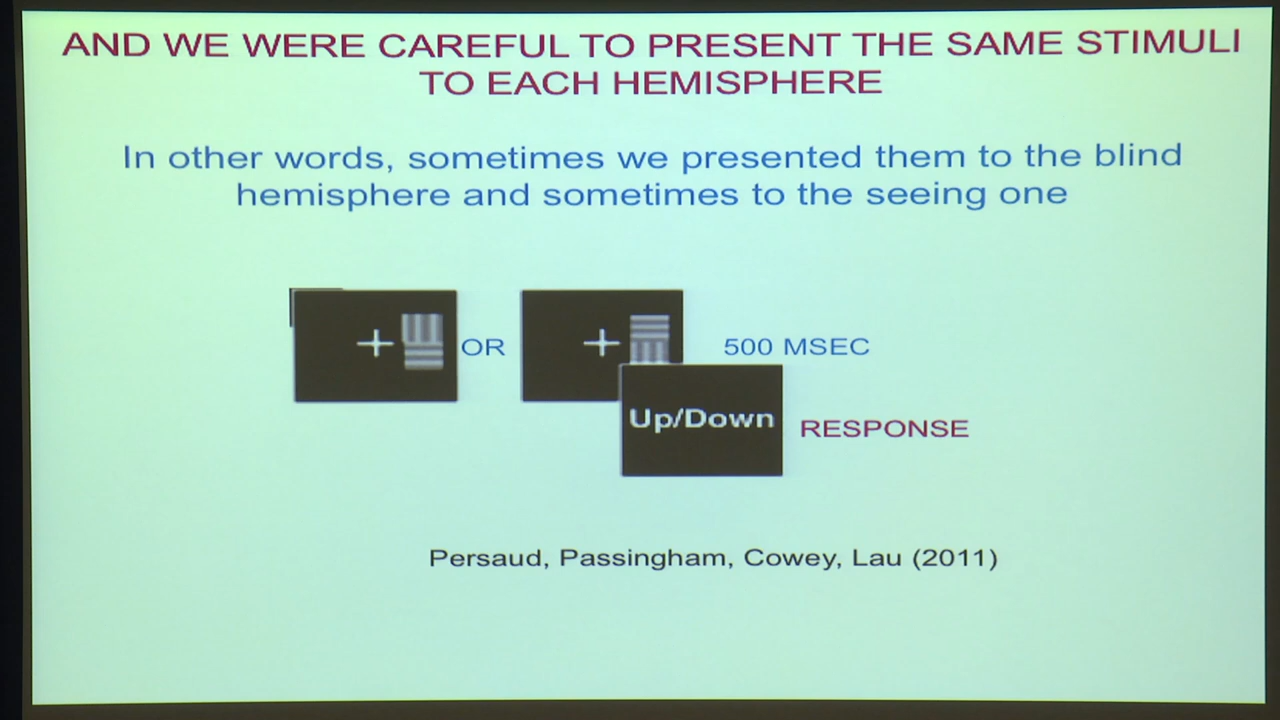 AND WE WERE CAREFUL TO PRESENT THE SAME STIMULI
TO EACH HEMISPHERE
In other words, sometimes we presented them to the blind
hemisphere and sometimes to the seeing one
OR
500 MSEC
Up/Down
RESPONSE
Persaud, Passingham, Cowey, Lau (2011)